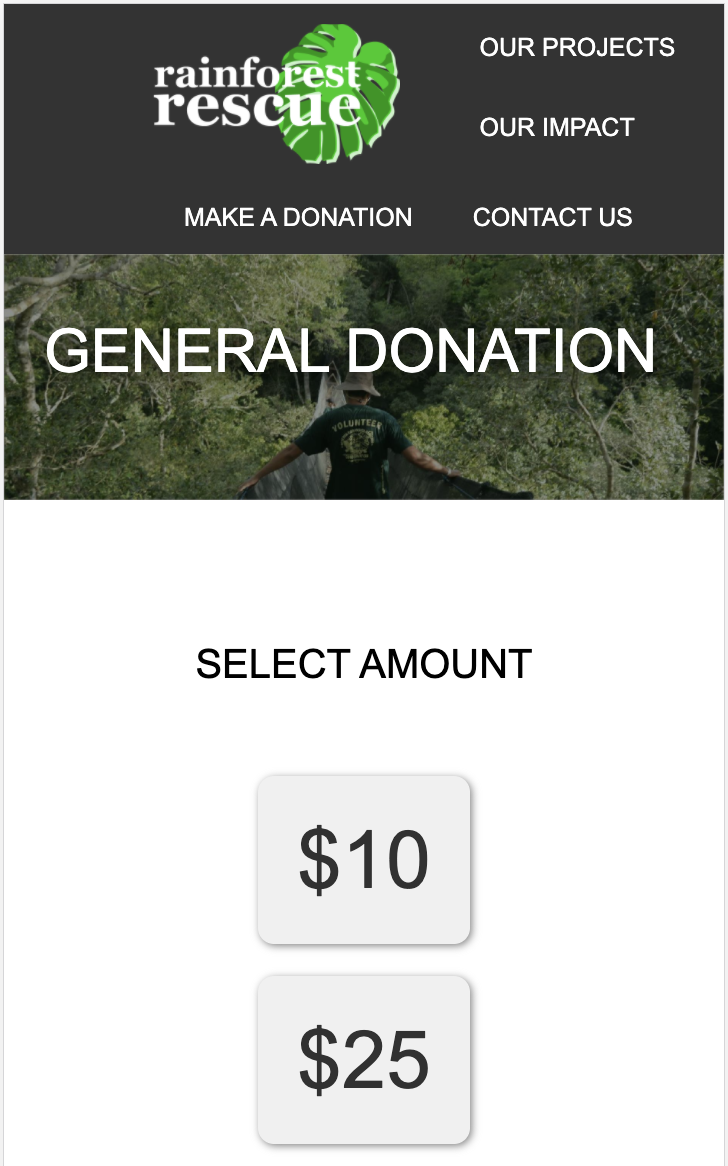 rainforest
rescue
OUR PROJECTS
OUR IMPACT
MAKE A DONATION
CONTACT US
GENERAL DONATION
VOLUNTEER
SELECT AMOUNT
$10
$25